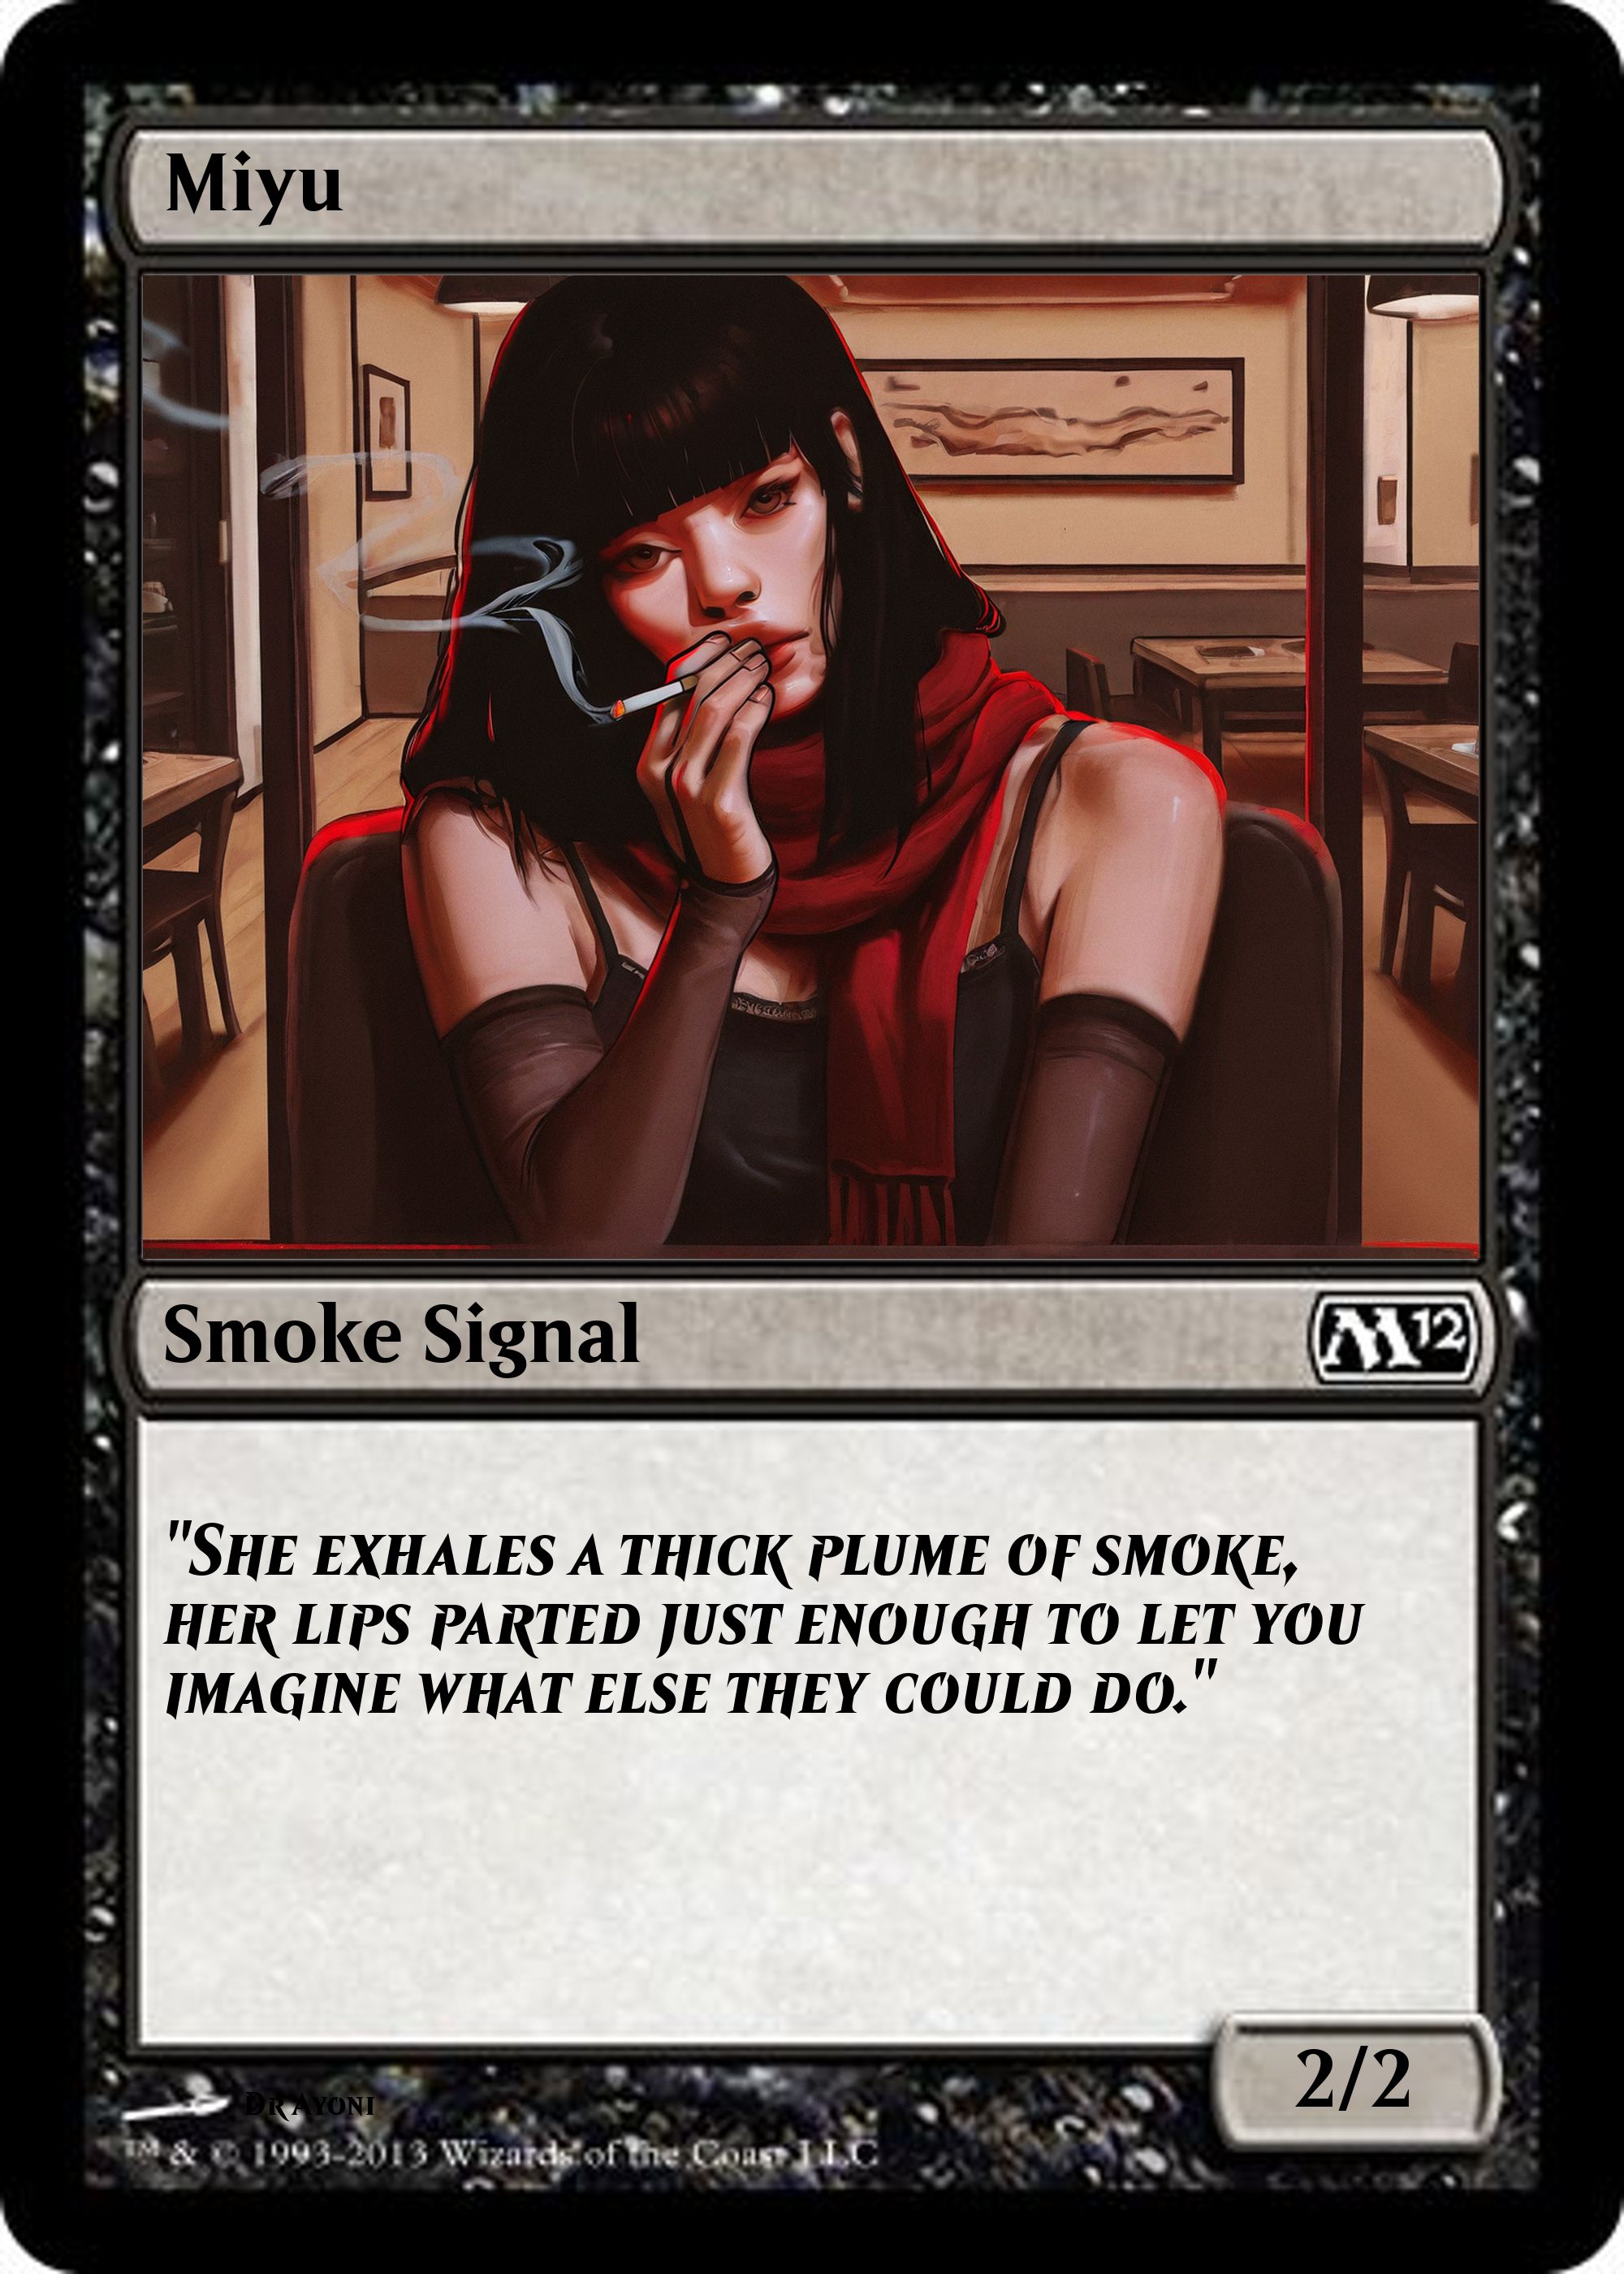 Miyu
Smoke Signal
M12
"She exhales a thick plume of smoke,
her lips parted just enough to let you
imagine what else they could do."
2/2
Dr Ayoni
™ & © 1993-2013 Wizards of the Coast LLC